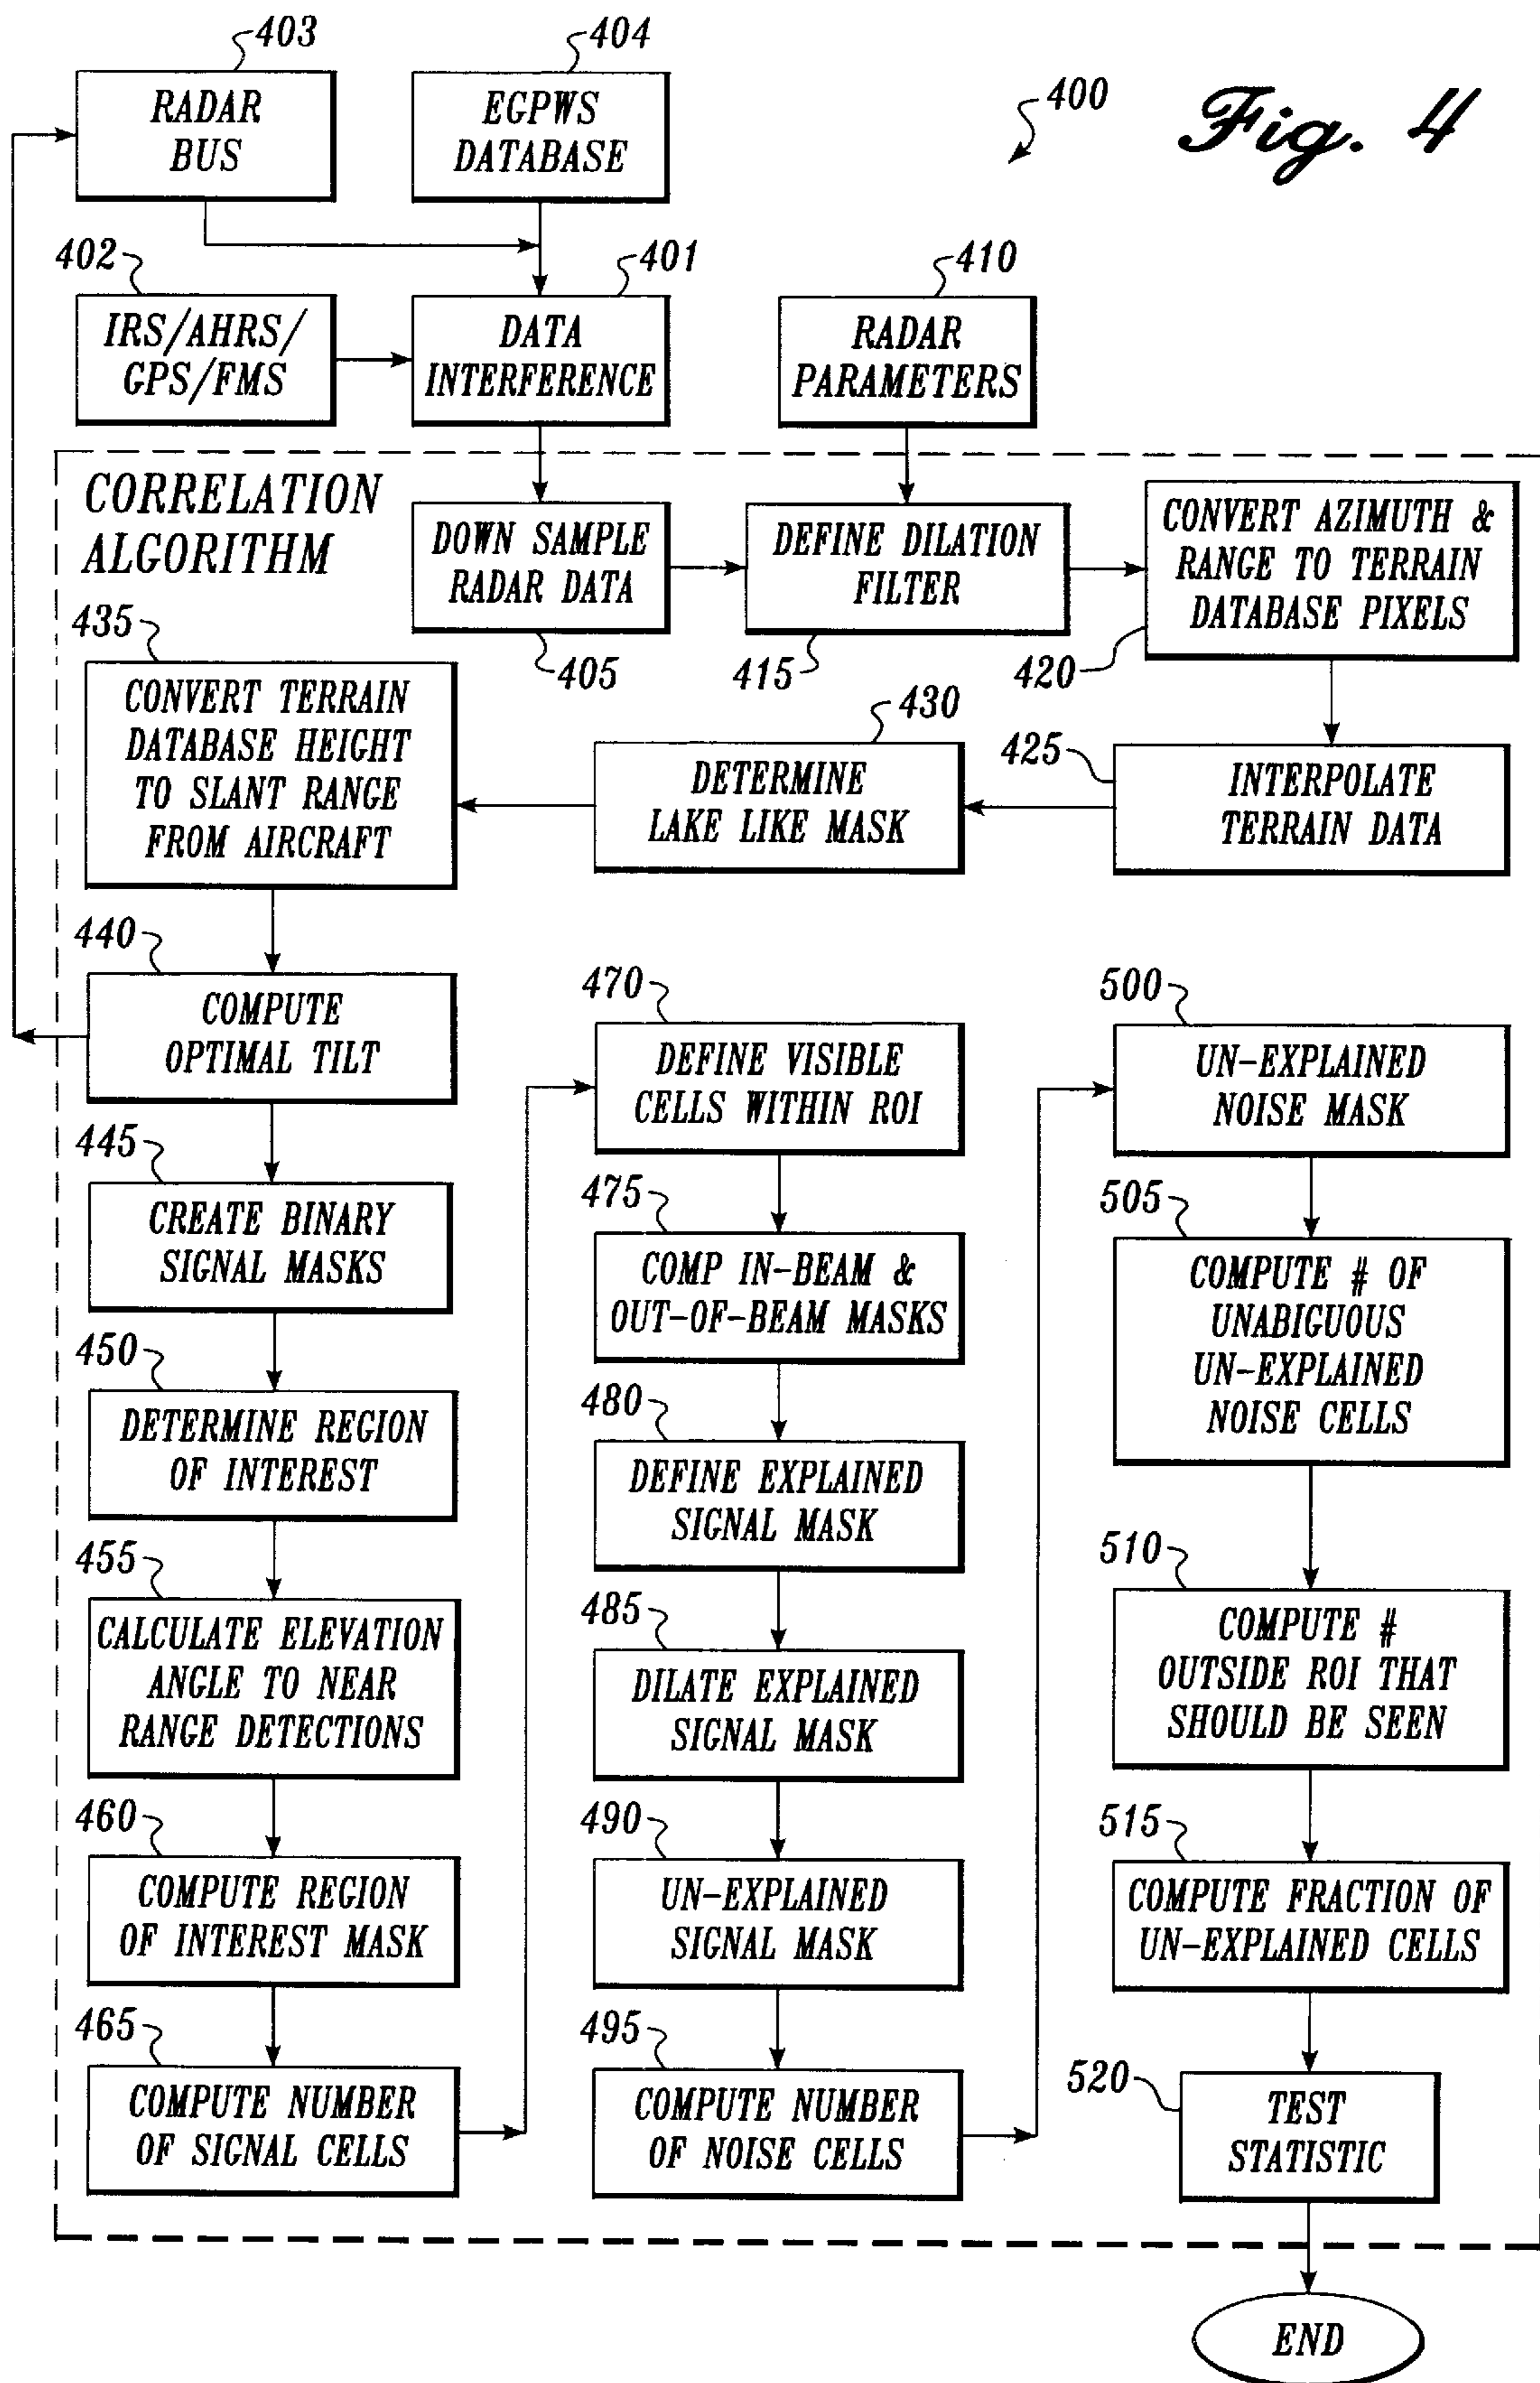 403
404
400
Fig. 4
RADAR
BUS
EGPWS
DATABASE
402
401
410
IRS/AHRS/
GPS/FMS
DATA
INTERFERENCE
RADAR
PARAMETERS
CORRELATION
ALGORITHM
DOWN SAMPLE
RADAR DATA
405
DEFINE DILATION
FILTER
415
CONVERT AZIMUTH &
RANGE TO TERRAIN
DATABASE PIXELS
420
435
CONVERT TERRAIN
DATABASE HEIGHT
TO SLANT RANGE
FROM AIRCRAFT
430
DETERMINE
LAKE LIKE MASK
425
INTERPOLATE
TERRAIN DATA
440
COMPUTE
OPTIMAL TILT
445
CREATE BINARY
SIGNAL MASKS
450
DETERMINE REGION
OF INTEREST
455
CALCULATE ELEVATION
ANGLE TO NEAR
RANGE DETECTIONS
460
COMPUTE REGION
OF INTEREST MASK
465
COMPUTE NUMBER
OF SIGNAL CELLS
470
DEFINE VISIBLE
CELLS WITHIN ROI
475
COMP IN-BEAM &
OUT-OF-BEAM MASKS
480
DEFINE EXPLAINED
SIGNAL MASK
485
DILATE EXPLAINED
SIGNAL MASK
490
UN-EXPLAINED
SIGNAL MASK
495
COMPUTE NUMBER
OF NOISE CELLS
500
UN-EXPLAINED
NOISE MASK
505
COMPUTE # OF
UNABIGUOUS
UN-EXPLAINED
NOISE CELLS
510
COMPUTE #
OUTSIDE ROI THAT
SHOULD BE SEEN
515
COMPUTE FRACTION OF
UN-EXPLAINED CELLS
520
TEST
STATISTIC
END